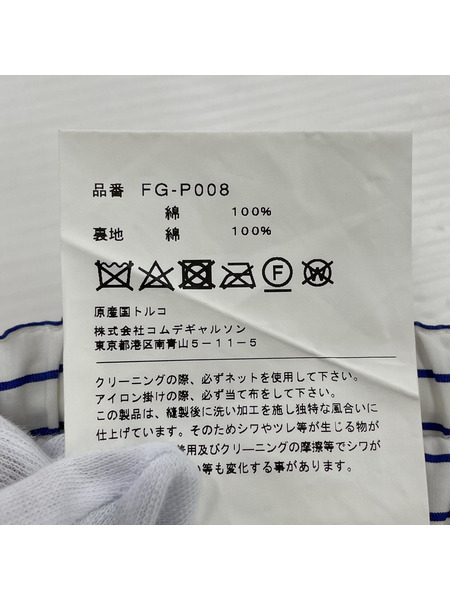 品番 FG-P008
綿 100%
裏地 綿 100%
F W
原産国トルコ
株式会社コムデギャルソン
東京都港区南青山5-11-5
クリーニングの際、必ずネットを使用して下さい。
アイロン掛けの際、必ず当て布をして下さい。
この製品は、縫製後に洗い加工を施し独特な風合いに
仕上げています。そのためシワやツレ等が生じる物が
用及びクリーニングの摩擦等でシワが
い等も変化する事があります。